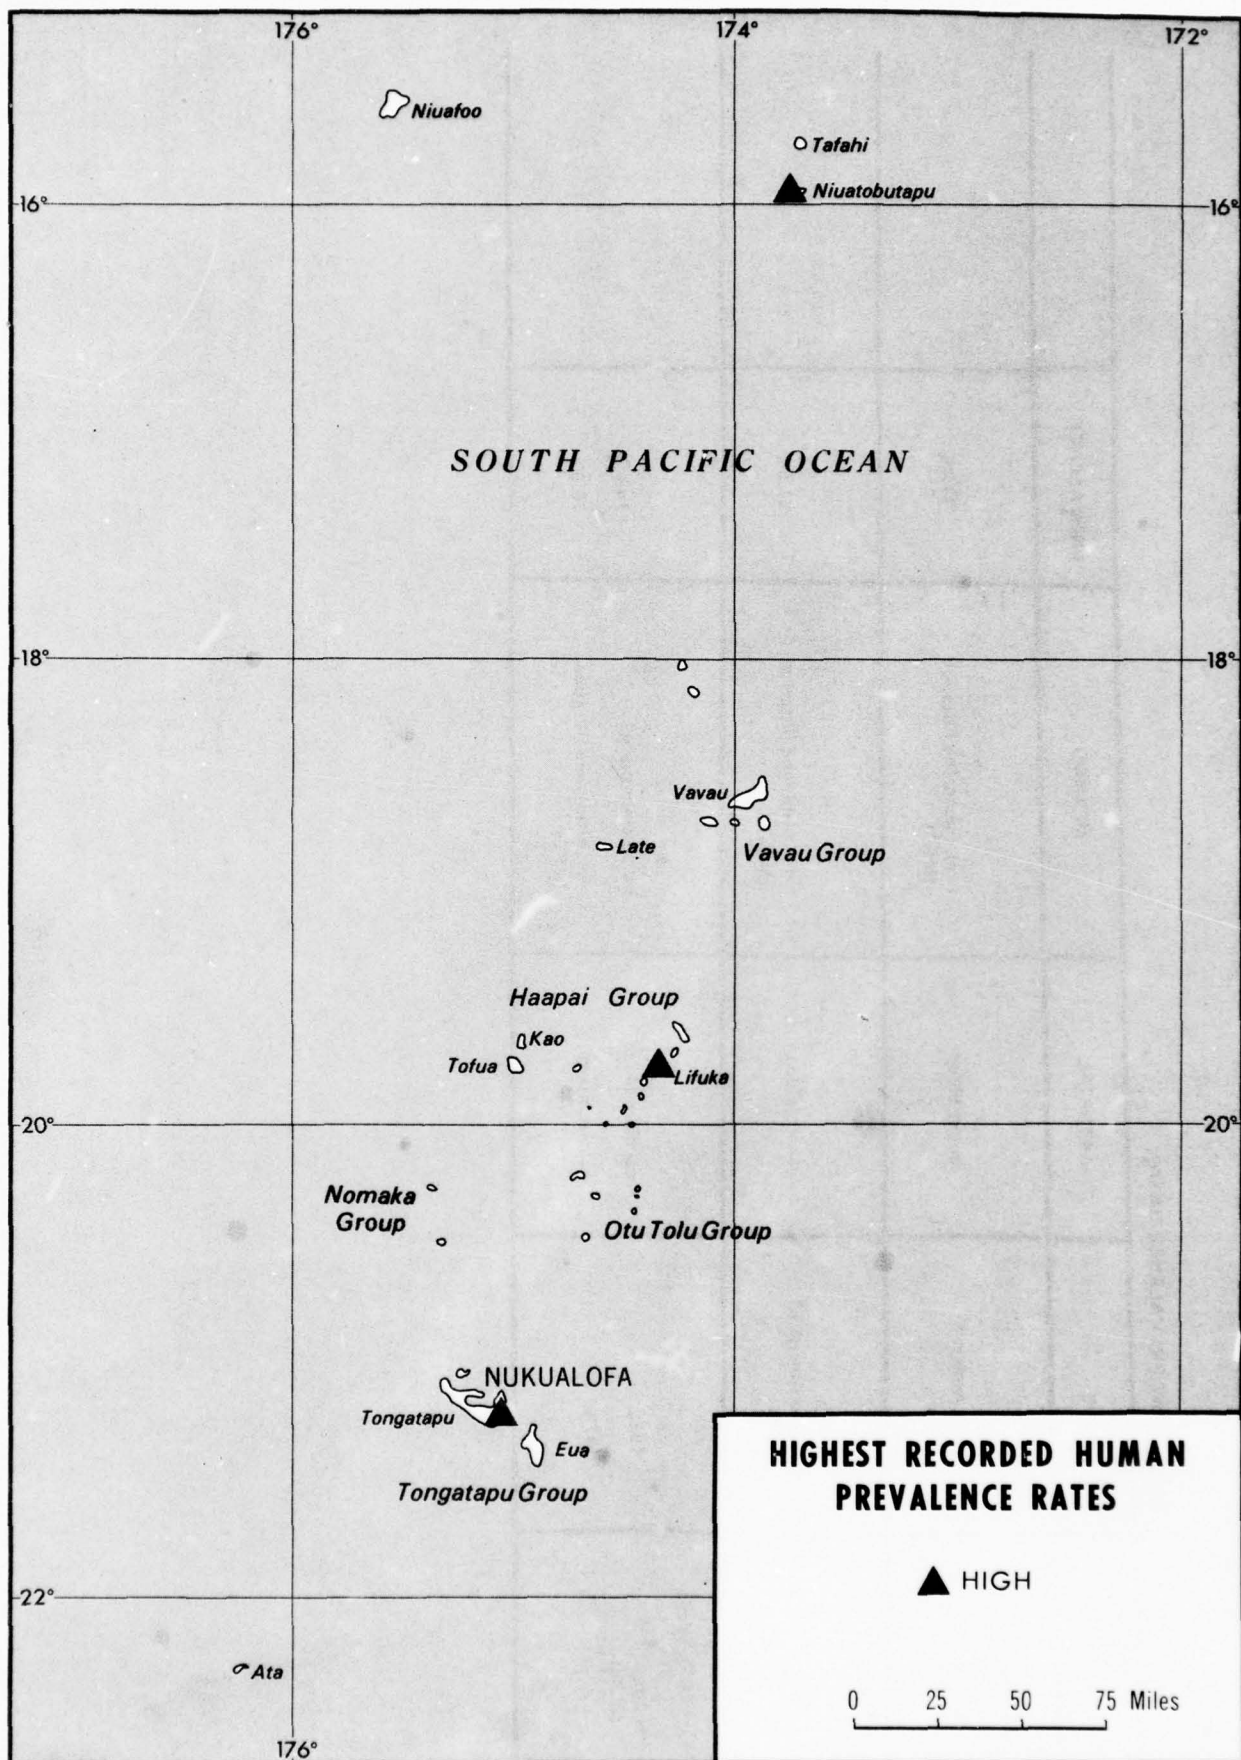 176° 174° 172°
Niuafoo
Tafahi
Niuatobutapu
16° 16°
SOUTH PACIFIC OCEAN
18° 18°
Vavau
Late
Vavau Group
Haapai Group
Kao
Tofua
Lifuka
20° 20°
Nomaka
Group
Otu Tolu Group
NUKUALOFA
Tongatapu
Eua
Tongatapu Group
HIGHEST RECORDED HUMAN
PREVALENCE RATES
HIGH
22°
Ata
0 25 50 75 Miles
176°